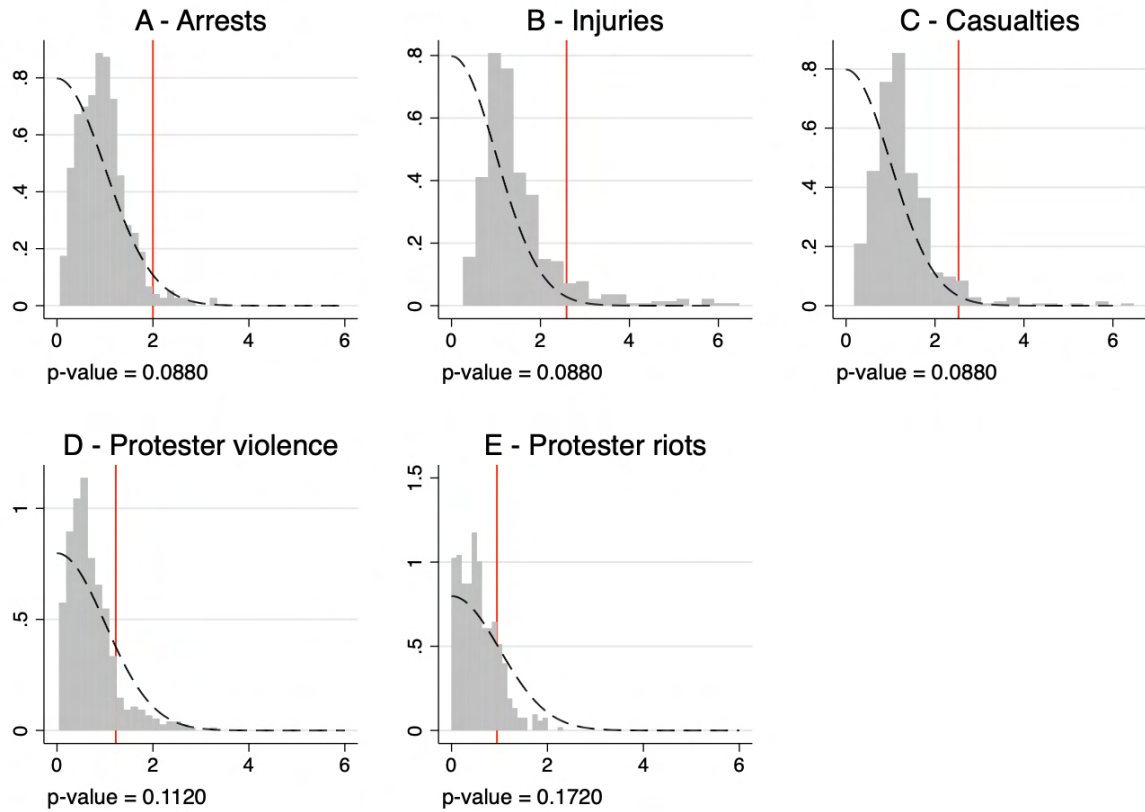 A - Arrests
B - Injuries
C - Casualties
.8
.6
.4
.2
0
0 2 4 6
p-value = 0.0880
.8
.6
.4
.2
0
0 2 4 6
p-value = 0.0880
.8
.6
.4
.2
0
0 2 4 6
p-value = 0.0880
D - Protester violence
E - Protester riots
1
.5
0
0 2 4 6
p-value = 0.1120
1.5
1
.5
0
0 2 4 6
p-value = 0.1720